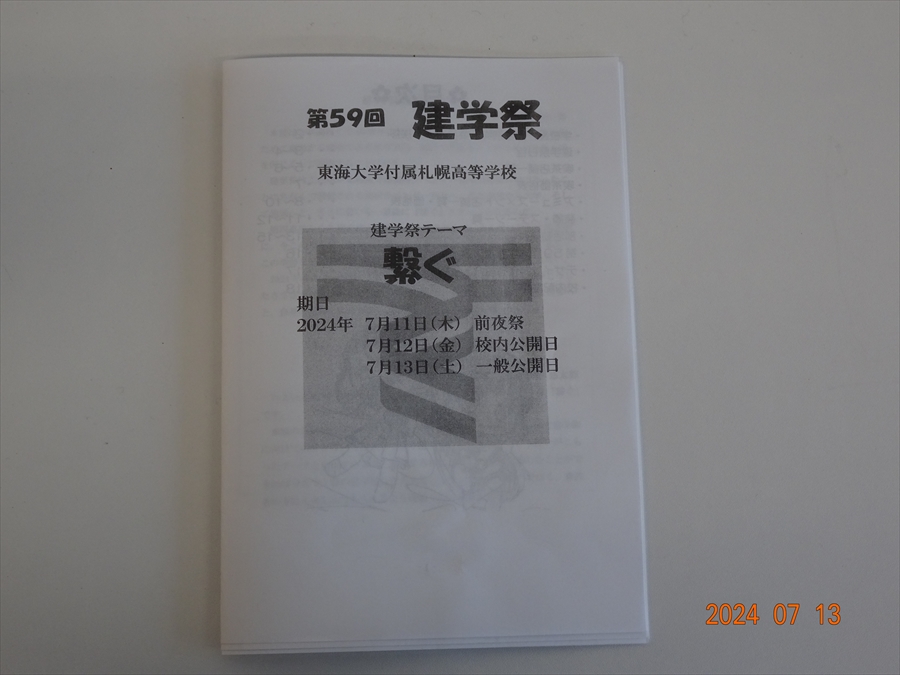 第59回 建学祭
東海大学付属札幌高等学校
建学祭テーマ
繋ぐ
期日
2024年 7月11日(木) 前夜祭
7月12日(金) 校内公開日
7月13日(土) 一般公開日
2024 07 13